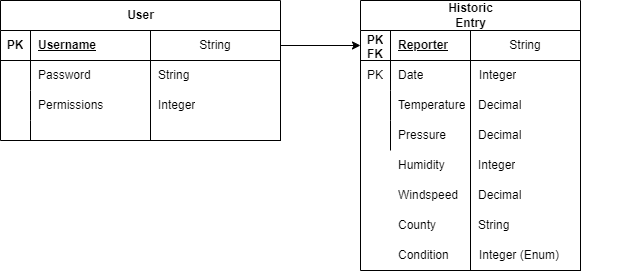 User
PK Username String
Password String
Permissions Integer
Historic
Entry
PK
FK
Reporter String
PK Date Integer
Temperature Decimal
Pressure Decimal
Humidity Integer
Windspeed Decimal
County String
Condition Integer (Enum)